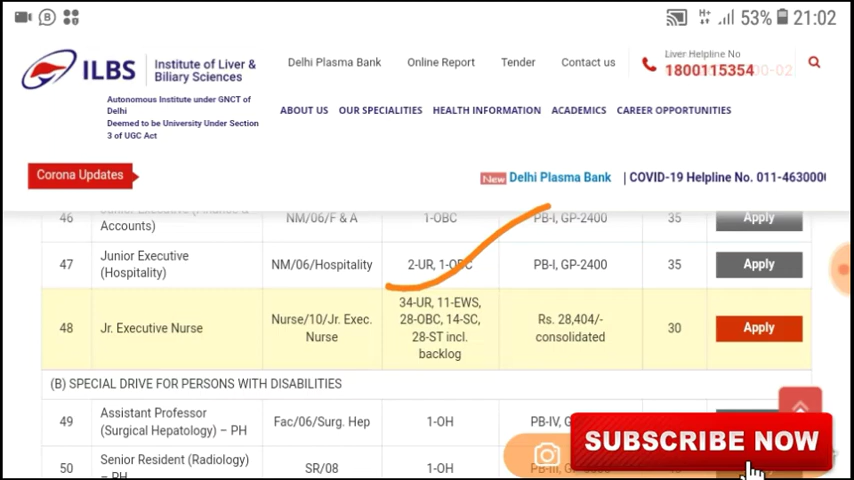 53% 21:02
ILBS Institute of Liver &
Biliary Sciences
Autonomous Institute under GNCT of
Delhi
Deemed to be University Under Section
3 of UGC Act
Delhi Plasma Bank Online Report Tender Contact us
Liver Helpline No
1800115354
ABOUT US OUR SPECIALITIES HEALTH INFORMATION ACADEMICS CAREER OPPORTUNITIES
Corona Updates
New Delhi Plasma Bank | COVID-19 Helpline No. 011-4630000
46 Junior Executive (Finance &
Accounts) NM/06/F & A 1-OBC PB-I, GP-2400 35 Apply
47 Junior Executive
(Hospitality) NM/06/Hospitality 2-UR, 1-OBC PB-I, GP-2400 35 Apply
48 Jr. Executive Nurse Nurse/10/Jr. Exec.
Nurse 34-UR, 11-EWS,
28-OBC, 14-SC,
28-ST incl.
backlog Rs. 28,404/-
consolidated 30 Apply
(B) SPECIAL DRIVE FOR PERSONS WITH DISABILITIES
49 Assistant Professor
(Surgical Hepatology) – PH Fac/06/Surg. Hep 1-OH PB-IV, G
50 Senior Resident (Radiology)
– PH SR/08 1-OH PB-III,
SUBSCRIBE NOW